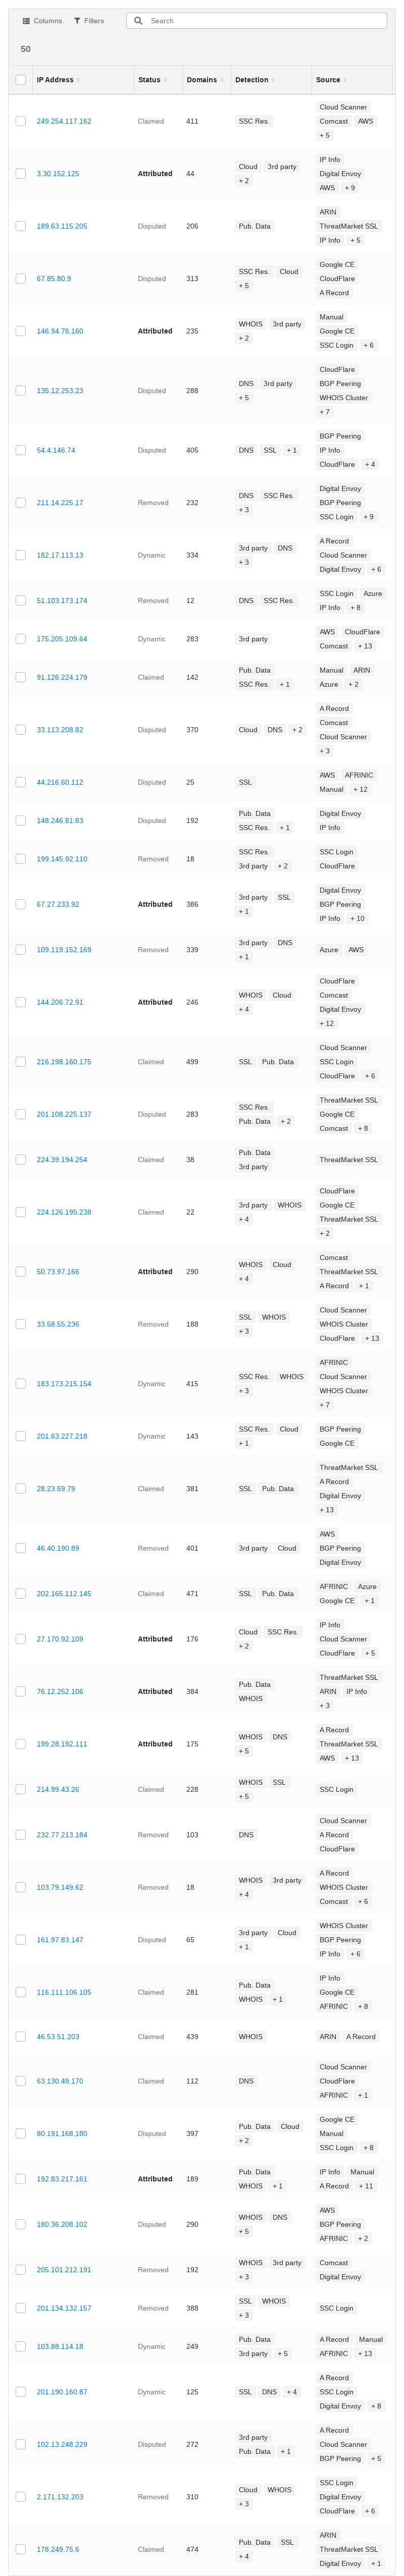 Columns Filters Search
50
IP Address Status Domains Detection Source
249.254.117.162 Claimed 411 SSC Res. Cloud Scanner Comcast AWS + 5
3.30.152.125 Attributed 44 Cloud 3rd party + 2 IP Info Digital Envoy AWS + 9
189.63.115.205 Disputed 206 Pub. Data ARIN ThreatMarket SSL IP Info + 5
67.85.80.9 Disputed 313 SSC Res. Cloud + 5 Google CE CloudFlare A Record
146.94.76.160 Attributed 235 WHOIS 3rd party + 2 Manual Google CE SSC Login + 6
135.12.253.23 Disputed 288 DNS 3rd party + 5 CloudFlare BGP Peering WHOIS Cluster + 7
54.4.146.74 Disputed 405 DNS SSL + 1 BGP Peering IP Info CloudFlare + 4
211.14.225.17 Removed 232 DNS SSC Res. + 3 Digital Envoy BGP Peering SSC Login + 9
182.17.113.13 Dynamic 334 3rd party DNS + 3 A Record Cloud Scanner Digital Envoy + 6
51.103.173.174 Removed 12 DNS SSC Res. SSC Login Azure IP Info + 8
175.205.109.64 Dynamic 283 3rd party AWS CloudFlare Comcast + 13
91.126.224.179 Claimed 142 Pub. Data SSC Res. + 1 Manual ARIN Azure + 2
33.113.208.82 Disputed 370 Cloud DNS + 2 A Record Comcast Cloud Scanner + 3
44.216.60.112 Disputed 25 SSL AWS AFRINIC Manual + 12
148.246.81.83 Disputed 192 Pub. Data SSC Res. + 1 Digital Envoy IP Info
199.145.92.110 Removed 18 SSC Res. 3rd party + 2 SSC Login CloudFlare
67.27.233.92 Attributed 386 3rd party SSL + 1 Digital Envoy BGP Peering IP Info + 10
109.119.152.169 Removed 339 3rd party DNS + 1 Azure AWS
144.206.72.91 Attributed 246 WHOIS Cloud + 4 CloudFlare Comcast Digital Envoy + 12
216.198.160.175 Claimed 499 SSL Pub. Data Cloud Scanner SSC Login CloudFlare + 6
201.108.225.137 Disputed 283 SSC Res. Pub. Data + 2 ThreatMarket SSL Google CE Comcast + 8
224.39.194.254 Claimed 38 Pub. Data 3rd party ThreatMarket SSL
224.126.195.238 Claimed 22 3rd party WHOIS + 4 CloudFlare Google CE ThreatMarket SSL + 2
50.73.97.166 Attributed 290 WHOIS Cloud + 4 Comcast ThreatMarket SSL A Record + 1
33.58.55.236 Removed 188 SSL WHOIS + 3 Cloud Scanner WHOIS Cluster CloudFlare + 13
183.173.215.154 Dynamic 415 SSC Res. WHOIS + 3 AFRINIC Cloud Scanner WHOIS Cluster + 7
201.63.227.218 Dynamic 143 SSC Res. Cloud + 1 BGP Peering Google CE
28.23.69.79 Claimed 381 SSL Pub. Data ThreatMarket SSL A Record Digital Envoy + 13
46.40.190.89 Removed 401 3rd party Cloud AWS BGP Peering Digital Envoy
202.165.112.145 Claimed 471 SSL Pub. Data AFRINIC Azure Google CE + 1
27.170.92.109 Attributed 176 Cloud SSC Res. + 2 IP Info Cloud Scanner CloudFlare + 5
76.12.252.106 Attributed 384 Pub. Data WHOIS ThreatMarket SSL ARIN IP Info + 3
199.28.192.111 Attributed 175 WHOIS DNS + 5 A Record ThreatMarket SSL AWS + 13
214.99.43.26 Claimed 228 WHOIS SSL + 5 SSC Login
232.77.213.184 Removed 103 DNS Cloud Scanner A Record CloudFlare
103.79.149.62 Removed 18 WHOIS 3rd party + 4 A Record WHOIS Cluster Comcast + 6
161.97.83.147 Disputed 65 3rd party Cloud + 1 WHOIS Cluster BGP Peering IP Info + 6
116.111.106.105 Claimed 281 Pub. Data WHOIS + 1 IP Info Google CE AFRINIC + 8
46.53.51.203 Claimed 439 WHOIS ARIN A Record
63.130.49.170 Claimed 112 DNS Cloud Scanner CloudFlare AFRINIC + 1
80.191.168.180 Disputed 397 Pub. Data Cloud + 2 Google CE Manual SSC Login + 8
192.83.217.161 Attributed 189 Pub. Data WHOIS + 1 IP Info Manual A Record + 11
180.36.208.102 Disputed 290 WHOIS DNS + 5 AWS BGP Peering AFRINIC + 2
205.101.212.191 Removed 192 WHOIS 3rd party + 3 Comcast Digital Envoy
201.134.132.157 Removed 388 SSL WHOIS + 3 SSC Login
103.88.114.18 Dynamic 249 Pub. Data 3rd party + 5 A Record Manual AFRINIC + 13
201.190.160.87 Dynamic 125 SSL DNS + 4 A Record SSC Login Digital Envoy + 8
102.13.248.229 Disputed 272 3rd party Pub. Data + 1 A Record Cloud Scanner BGP Peering + 5
2.171.132.203 Removed 310 Cloud WHOIS + 3 SSC Login Digital Envoy CloudFlare + 6
178.249.75.6 Claimed 474 Pub. Data SSL + 4 ARIN ThreatMarket SSL Digital Envoy + 1